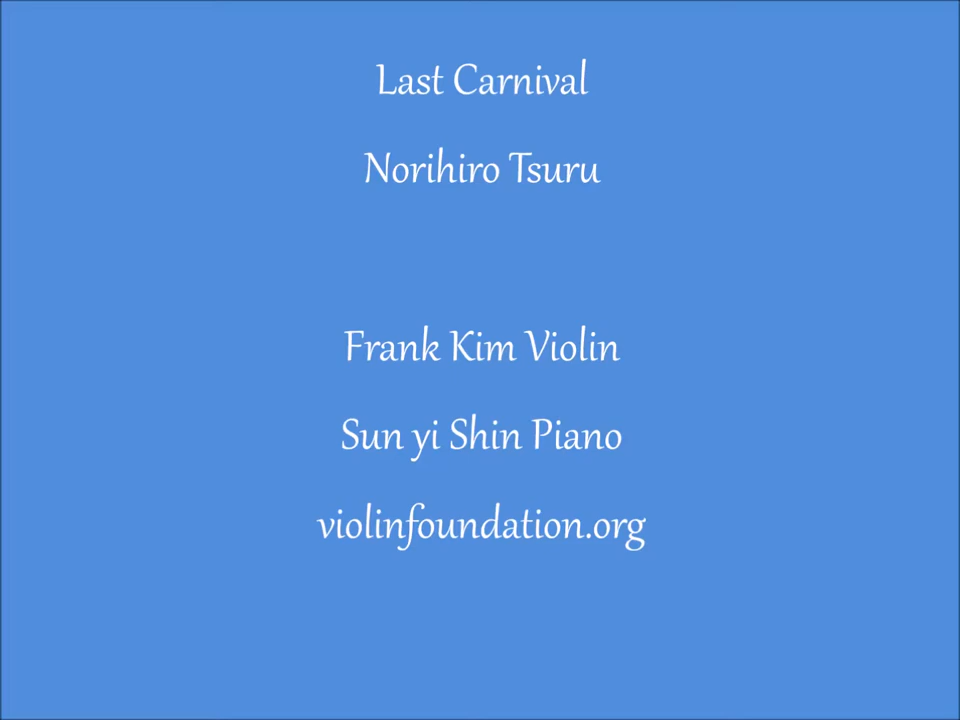 Last Carnival
Norihiro Tsuru
Frank Kim Violin
Sun yi Shin Piano
violinfoundation.org